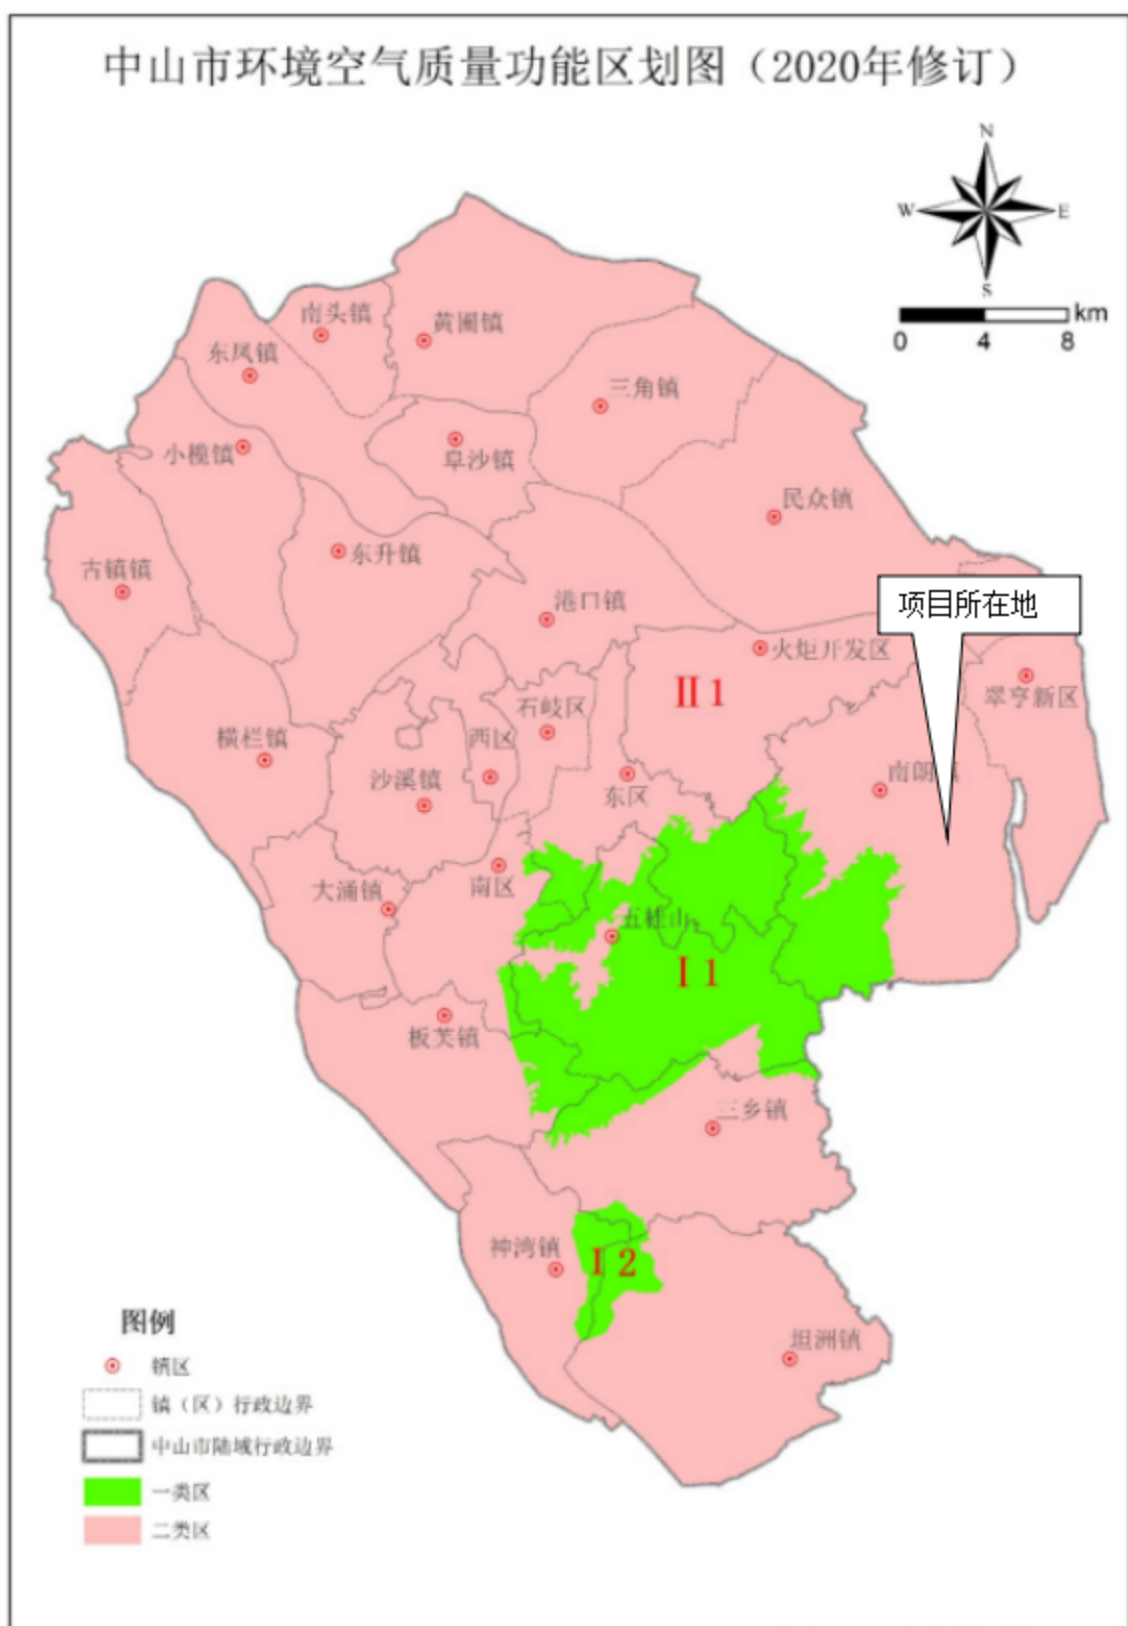 中山市环境空气质量功能区划图（2020年修订）
N
W
E
S
km
0 4 8
南头镇
黄圃镇
东凤镇
三角镇
小榄镇
阜沙镇
民众镇
东升镇
古镇镇
港口镇
项目所在地
火炬开发区
II 1
翠亨新区
石岐区
横栏镇
西区
沙溪镇
南朗
东区
南区
大涌镇
五桂山
I 1
板芙镇
三乡镇
神湾镇
I 2
坦洲镇
图例
镇区
镇（区）行政边界
中山市陆域行政边界
一类区
二类区